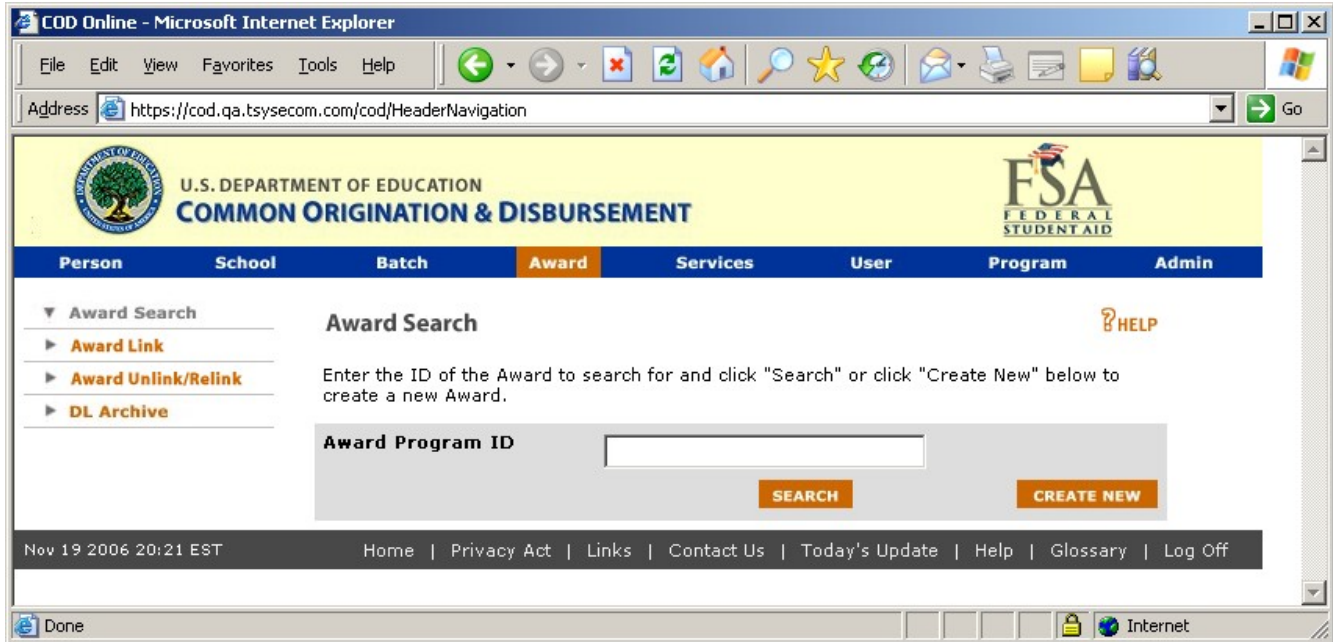 COD Online - Microsoft Internet Explorer
File Edit View Favorites Tools Help
Address https://cod.qa.tsysecom.com/cod/HeaderNavigation Go
U.S. DEPARTMENT OF EDUCATION
COMMON ORIGINATION & DISBURSEMENT
FSA
FEDERAL
STUDENT AID
Person School Batch Award Services User Program Admin
Award Search
Award Link
Award Unlink/Relink
DL Archive
Award Search
?HELP
Enter the ID of the Award to search for and click "Search" or click "Create New" below to
create a new Award.
Award Program ID
SEARCH CREATE NEW
Nov 19 2006 20:21 EST Home | Privacy Act | Links | Contact Us | Today's Update | Help | Glossary | Log Off
Done Internet